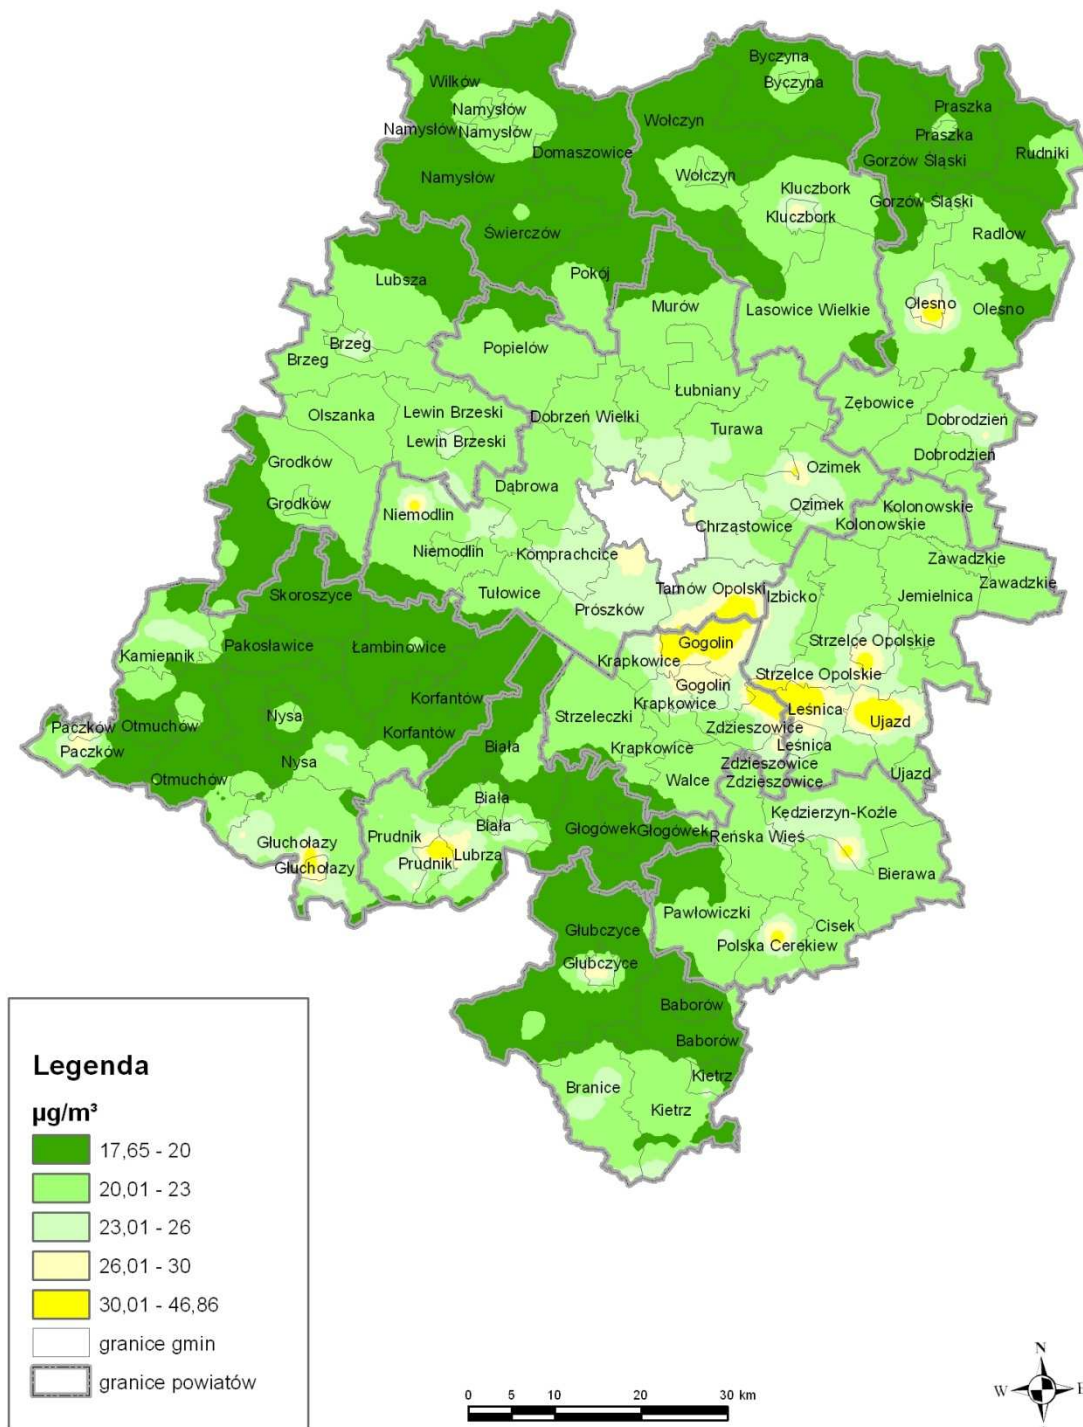 Byczyna
Byczyna
Wilków
Namysłów
Namysłów
Namysłów
Domaszowice
Namysłów
Wołczyn
Wołczyn
Kluczbork
Kluczbork
Praszka
Praszka
Gorzów Śląski
Rudniki
Gorzów Śląski
Radłow
Świerczów
Pokój
Lubsza
Murów
Lasowice Wielkie
Olesno
Olesno
Brzeg
Brzeg
Popielów
Łubniany
Olszanka
Lewin Brzeski
Lewin Brzeski
Dobrzeń Wielki
Turawa
Zębowice
Dobrodzień
Dobrodzień
Grodków
Grodków
Dąbrowa
Ozimek
Ozimek
Kolonowskie
Kolonowskie
Niemodlin
Niemodlin
Komprachcice
Chrząstowice
Zawadzkie
Zawadzkie
Tułowice
Prószków
Tarnów Opolski
Izbicko
Jemielnica
Skoroszyce
Pakosławice
Łambinowice
Kamiennik
Korfantów
Korfantów
Gogolin
Gogolin
Krapkowice
Krapkowice
Krapkowice
Strzelce Opolskie
Strzelce Opolskie
Strzeleczki
Zdzieszowice
Zdzieszowice
Zdzieszowice
Leśnica
Leśnica
Ujazd
Ujazd
Paczków
Paczków
Otmuchów
Otmuchów
Nysa
Nysa
Biała
Biała
Biała
Walce
Głogówek
Głogówek
Kędzierzyn-Koźle
Reńska Wieś
Bierawa
Głuchołazy
Głuchołazy
Prudnik
Prudnik
Lubrza
Pawłowiczki
Cisek
Polska Cerekiew
Głubczyce
Głubczyce
Baborów
Baborów
Branice
Kietrz
Kietrz
Legenda
µg/m³
17,65 - 20
20,01 - 23
23,01 - 26
26,01 - 30
30,01 - 46,86
granice gmin
granice powiatów
0 5 10 20 30 km
N
W E